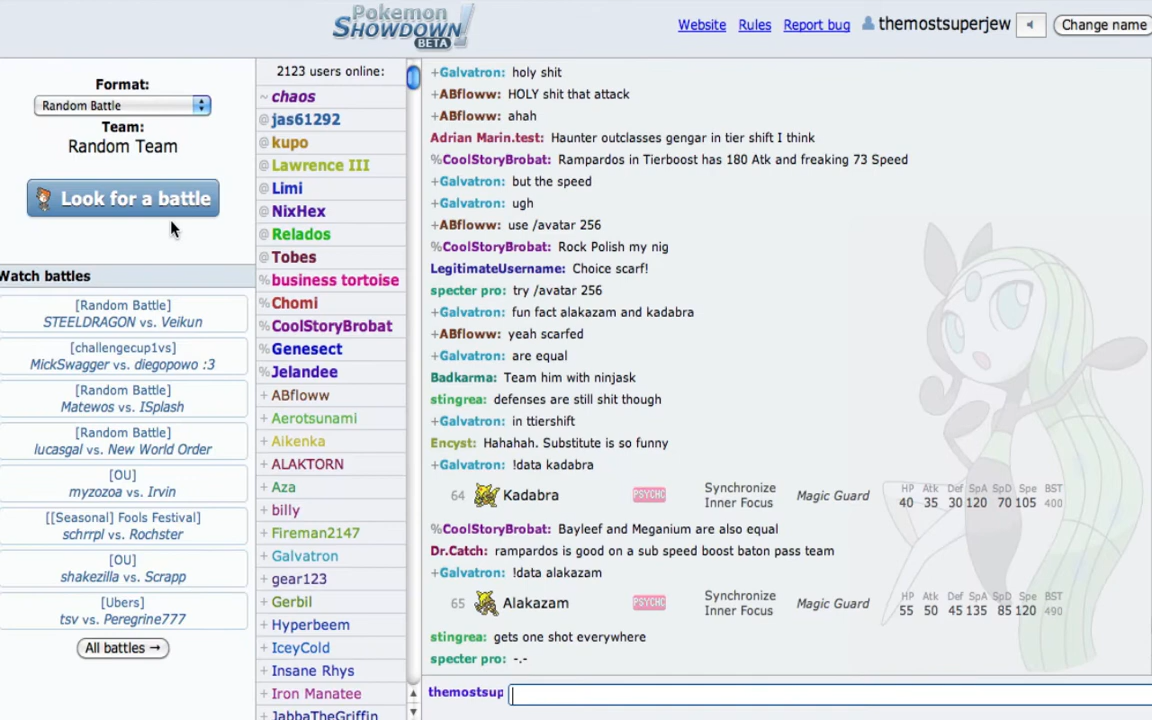 Pokemon
SHOWDOWN!
BETA
Website Rules Report bug themostsuperjew Change name
Format:
Random Battle
Team:
Random Team
Look for a battle
Watch battles
[Random Battle]
STEELDRAGON vs. Veikun
[challengecup1vs]
MickSwagger vs. diegopowo :3
[Random Battle]
Matewos vs. ISplash
[Random Battle]
lucasgal vs. New World Order
[OU]
myzozoa vs. Irvin
[[Seasonal] Fools Festival]
schrrpl vs. Rochster
[OU]
shakezilla vs. Scrapp
[Ubers]
tsv vs. Peregrine777
All battles →
2123 users online:
~ chaos
@ jas61292
@ kupo
@ Lawrence III
@ Limi
@ NixHex
@ Relados
@ Tobes
% business tortoise
% Chomi
% CoolStoryBrobat
% Genesect
% Jelandee
+ ABfloww
+ Aerotsunami
+ Aikenka
+ ALAKTORN
+ Aza
+ billy
+ Fireman2147
+ Galvatron
+ gear123
+ Gerbil
+ Hyperbeem
+ IceyCold
+ Insane Rhys
+ Iron Manatee
+ JabbaTheGriffin
+Galvatron: holy shit
+ABfloww: HOLY shit that attack
+ABfloww: ahah
Adrian Marin.test: Haunter outclasses gengar in tier shift I think
%CoolStoryBrobat: Rampardos in Tierboost has 180 Atk and freaking 73 Speed
+Galvatron: but the speed
+Galvatron: ugh
+ABfloww: use /avatar 256
%CoolStoryBrobat: Rock Polish my nig
LegitimateUsername: Choice scarf!
specter pro: try /avatar 256
+Galvatron: fun fact alakazam and kadabra
+ABfloww: yeah scarfed
+Galvatron: are equal
Badkarma: Team him with ninjask
stingrea: defenses are still shit though
+Galvatron: in ttiershift
Encyst: Hahahah. Substitute is so funny
+Galvatron: !data kadabra
64 Kadabra PSYCHC Synchronize Inner Focus Magic Guard HP 40 Atk 35 Def 30 SpA 120 SpD 70 Spe 105 BST 400
%CoolStoryBrobat: Bayleef and Meganium are also equal
Dr.Catch: rampardos is good on a sub speed boost baton pass team
+Galvatron: !data alakazam
65 Alakazam PSYCHC Synchronize Inner Focus Magic Guard HP 55 Atk 50 Def 45 SpA 135 SpD 85 Spe 120 BST 490
stingrea: gets one shot everywhere
specter pro: -.-
themostsup